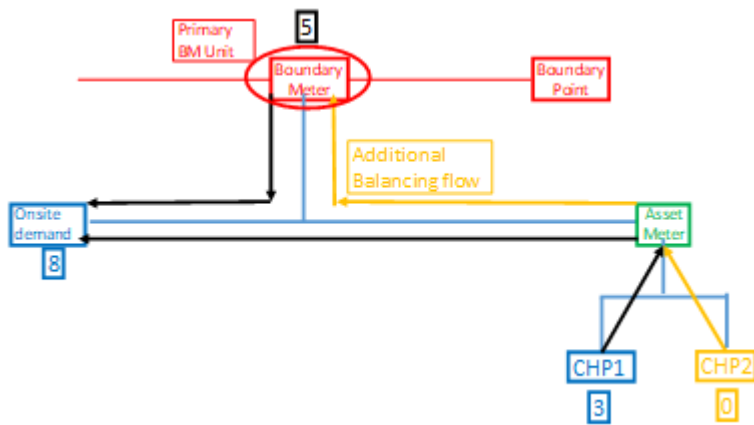 5
Primary
BM Unit
Boundary
Meter
Boundary
Point
Additional
Balancing flow
Onsite
demand
8
Asset
Meter
CHP1
CHP2
3
0